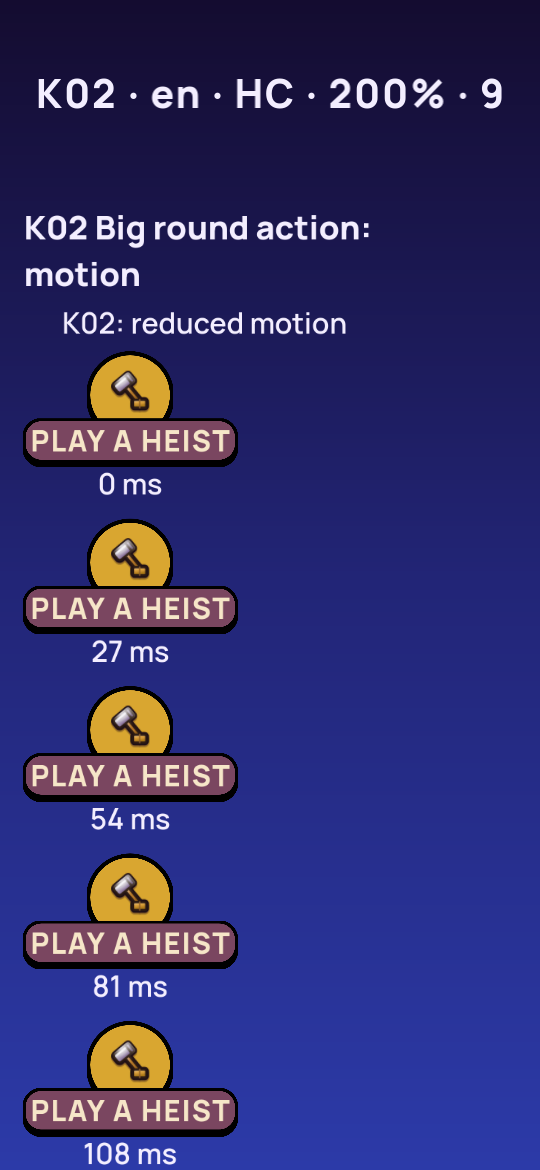 K02 · en · HC · 200% · 9
K02 Big round action:
motion
K02: reduced motion
PLAY A HEIST
0 ms
PLAY A HEIST
27 ms
PLAY A HEIST
54 ms
PLAY A HEIST
81 ms
PLAY A HEIST
108 ms